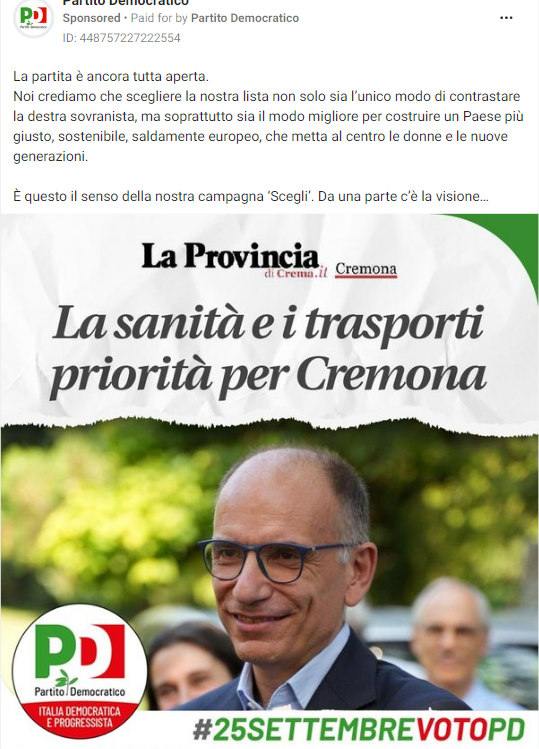 Partito Democratico
Sponsored • Paid for by Partito Democratico
ID: 448757227222554
La partita è ancora tutta aperta.
Noi crediamo che scegliere la nostra lista non solo sia l’unico modo di contrastare
la destra sovranista, ma soprattutto sia il modo migliore per costruire un Paese più
giusto, sostenibile, saldamente europeo, che metta al centro le donne e le nuove
generazioni.
È questo il senso della nostra campagna ‘Scegli’. Da una parte c’è la visione…
La Provincia
di Crema.it Cremona
La sanità e i trasporti
priorità per Cremona
PD
Partito Democratico
ITALIA DEMOCRATICA
E PROGRESSISTA
#25SETTEMBREVOTOPD